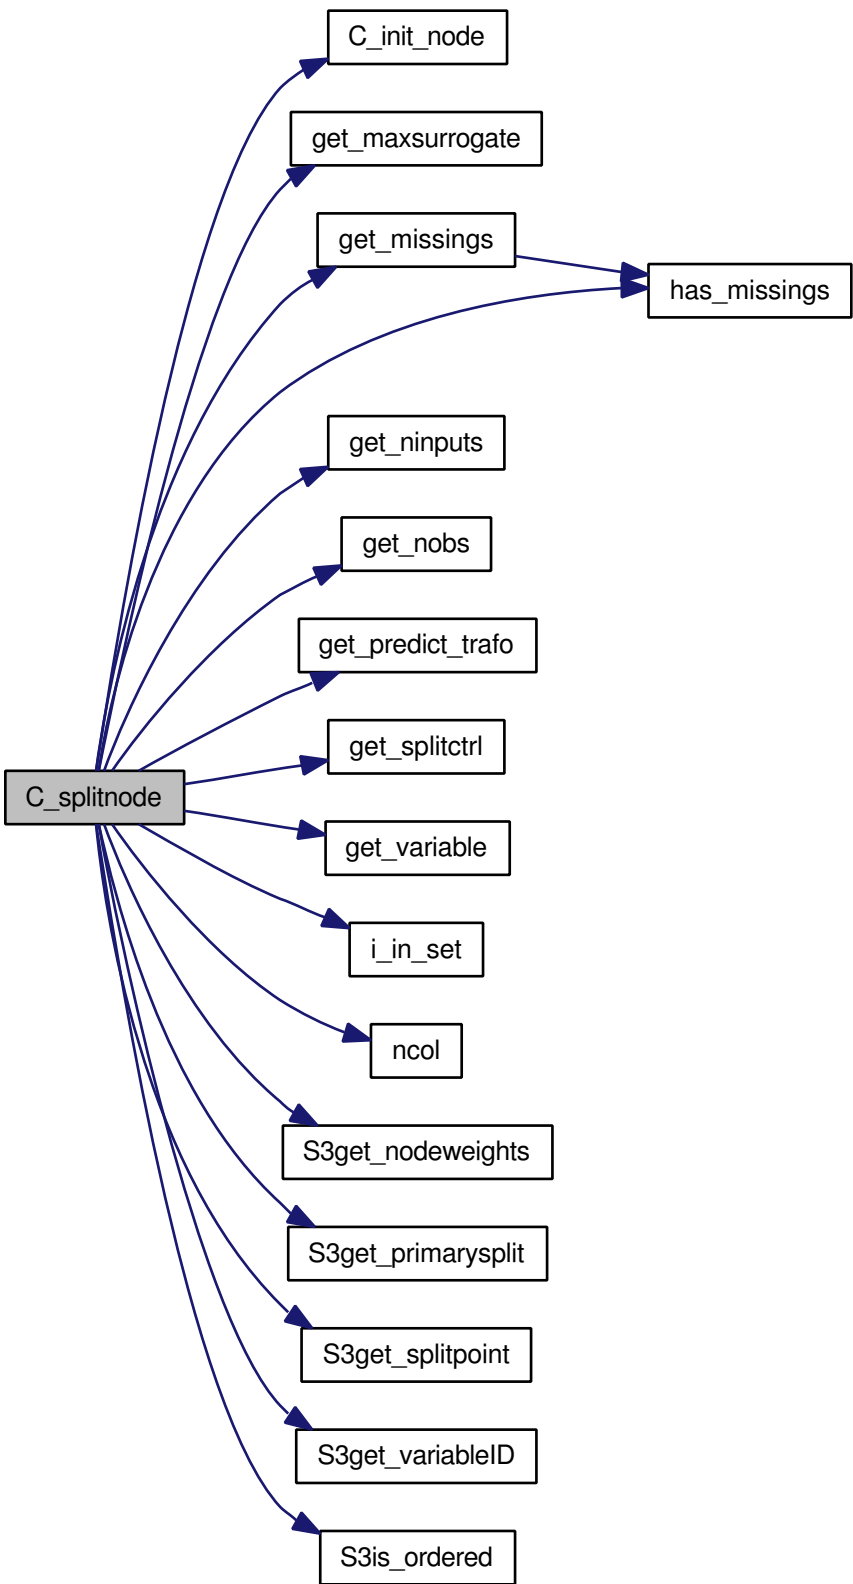 C_init_node
get_maxsurrogate
get_missings
has_missings
get_ninputs
get_nobs
get_predict_trafo
get_splitctrl
C_splitnode
get_variable
i_in_set
ncol
S3get_nodeweights
S3get_primarysplit
S3get_splitpoint
S3get_variableID
S3is_ordered